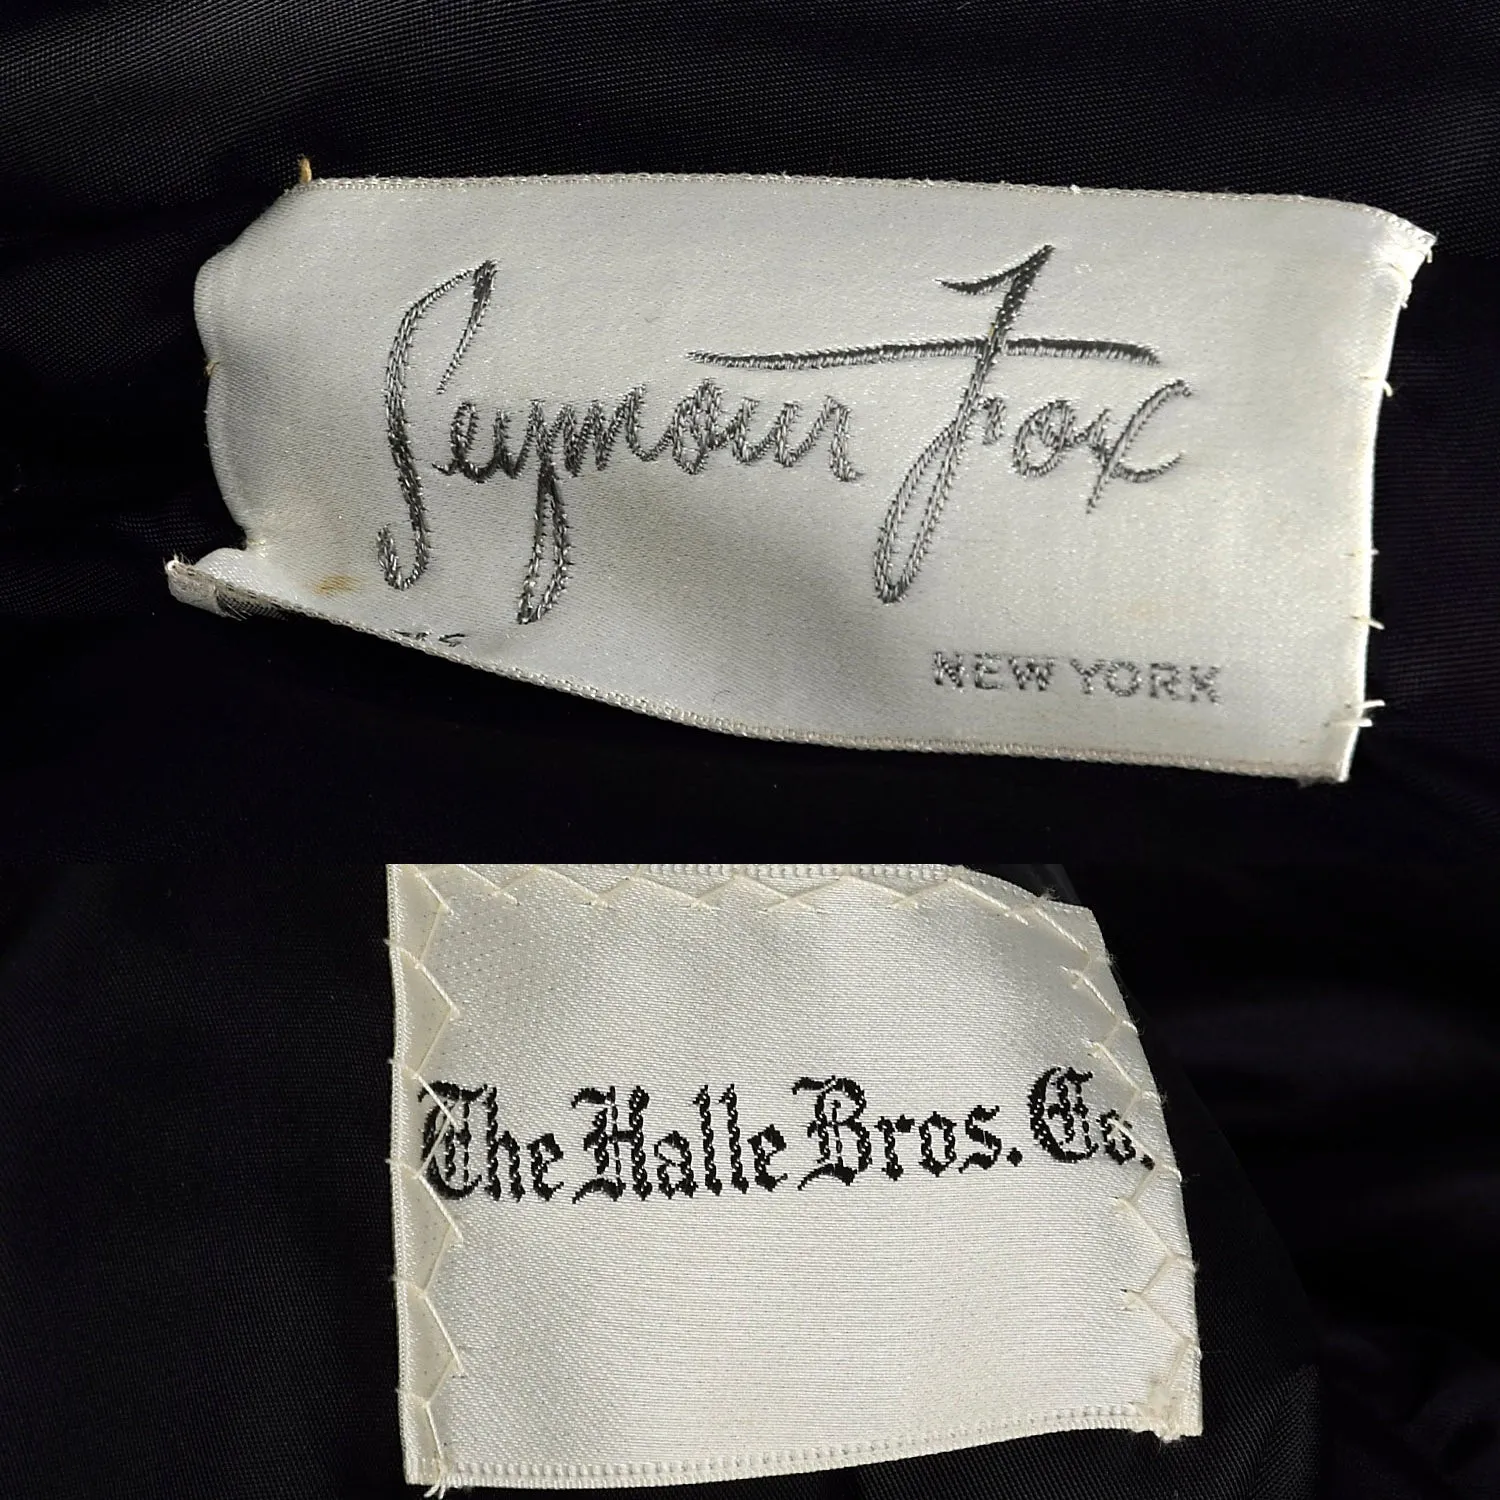 Seymour Fox
NEW YORK
The Halle Bros. Co.